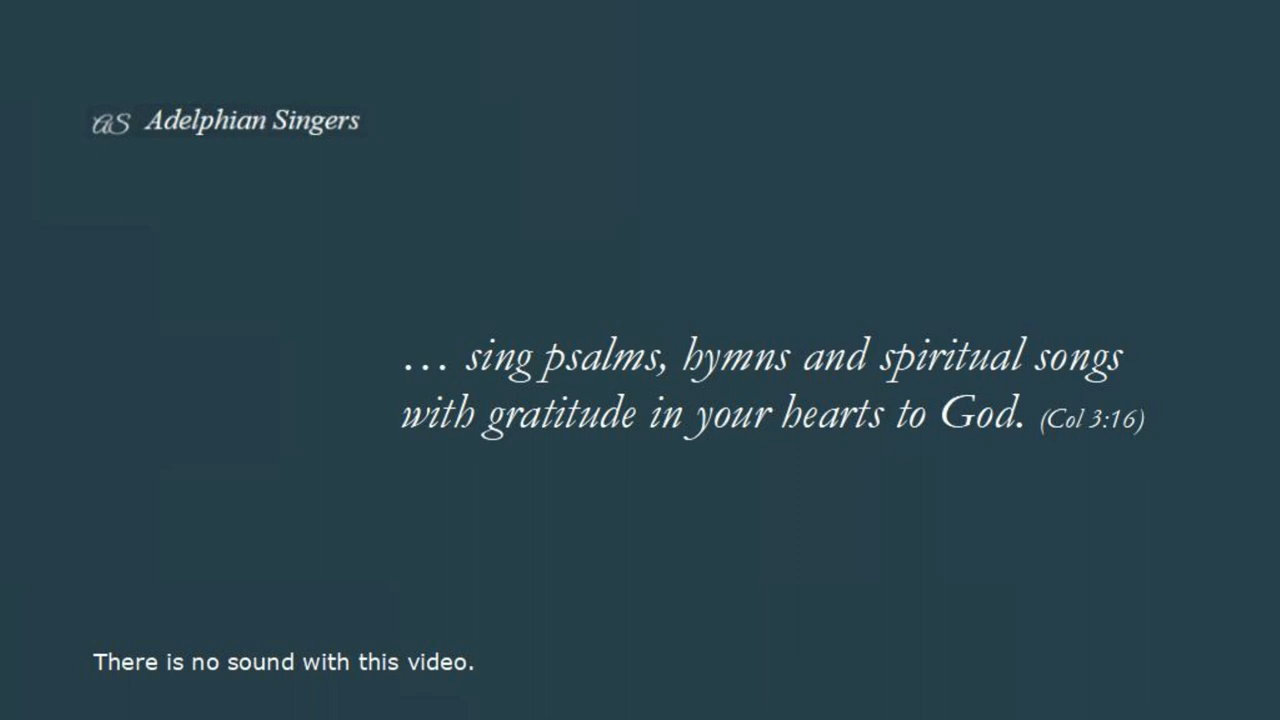 aS Adelphian Singers
… sing psalms, hymns and spiritual songs
with gratitude in your hearts to God. (Col 3:16)
There is no sound with this video.